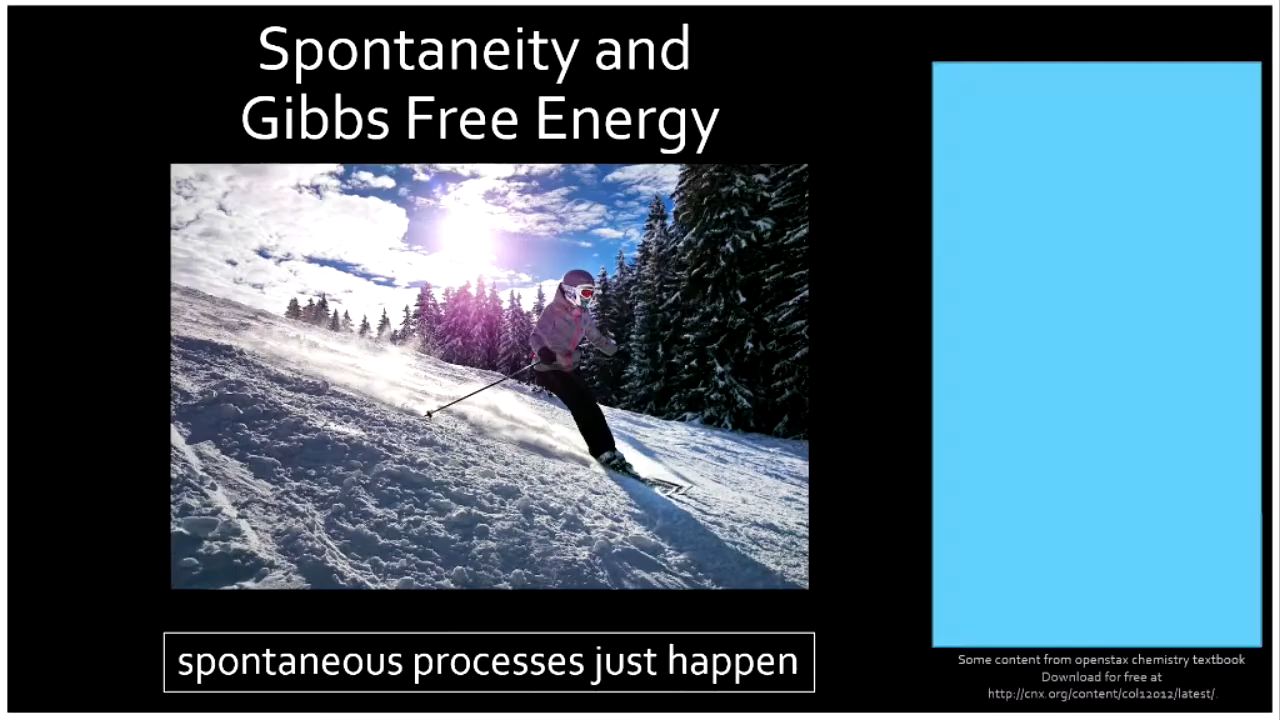 Spontaneity and
Gibbs Free Energy
spontaneous processes just happen
Some content from openstax chemistry textbook
Download for free at
http://cnx.org/content/col12012/latest/.